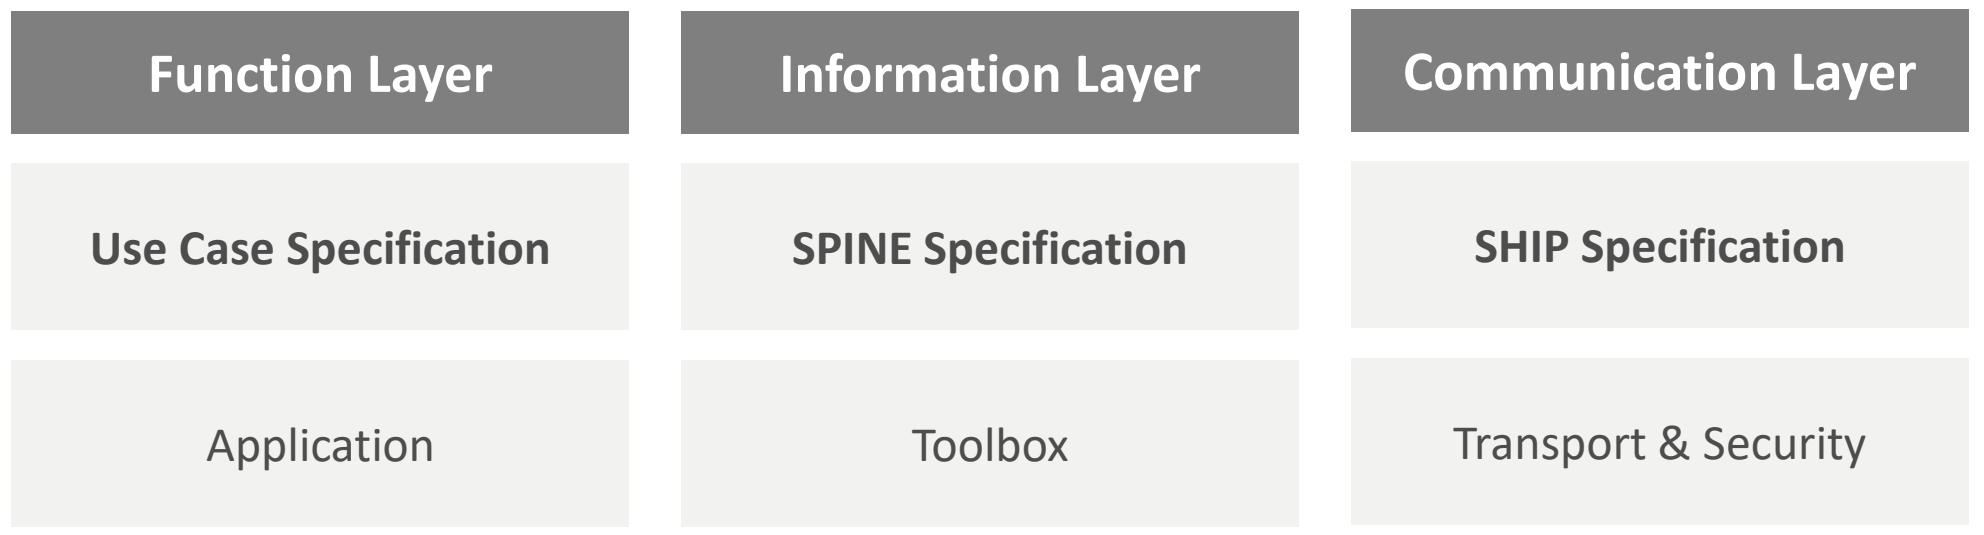 Function Layer
Information Layer
Communication Layer
Use Case Specification
SPINE Specification
SHIP Specification
Application
Toolbox
Transport & Security